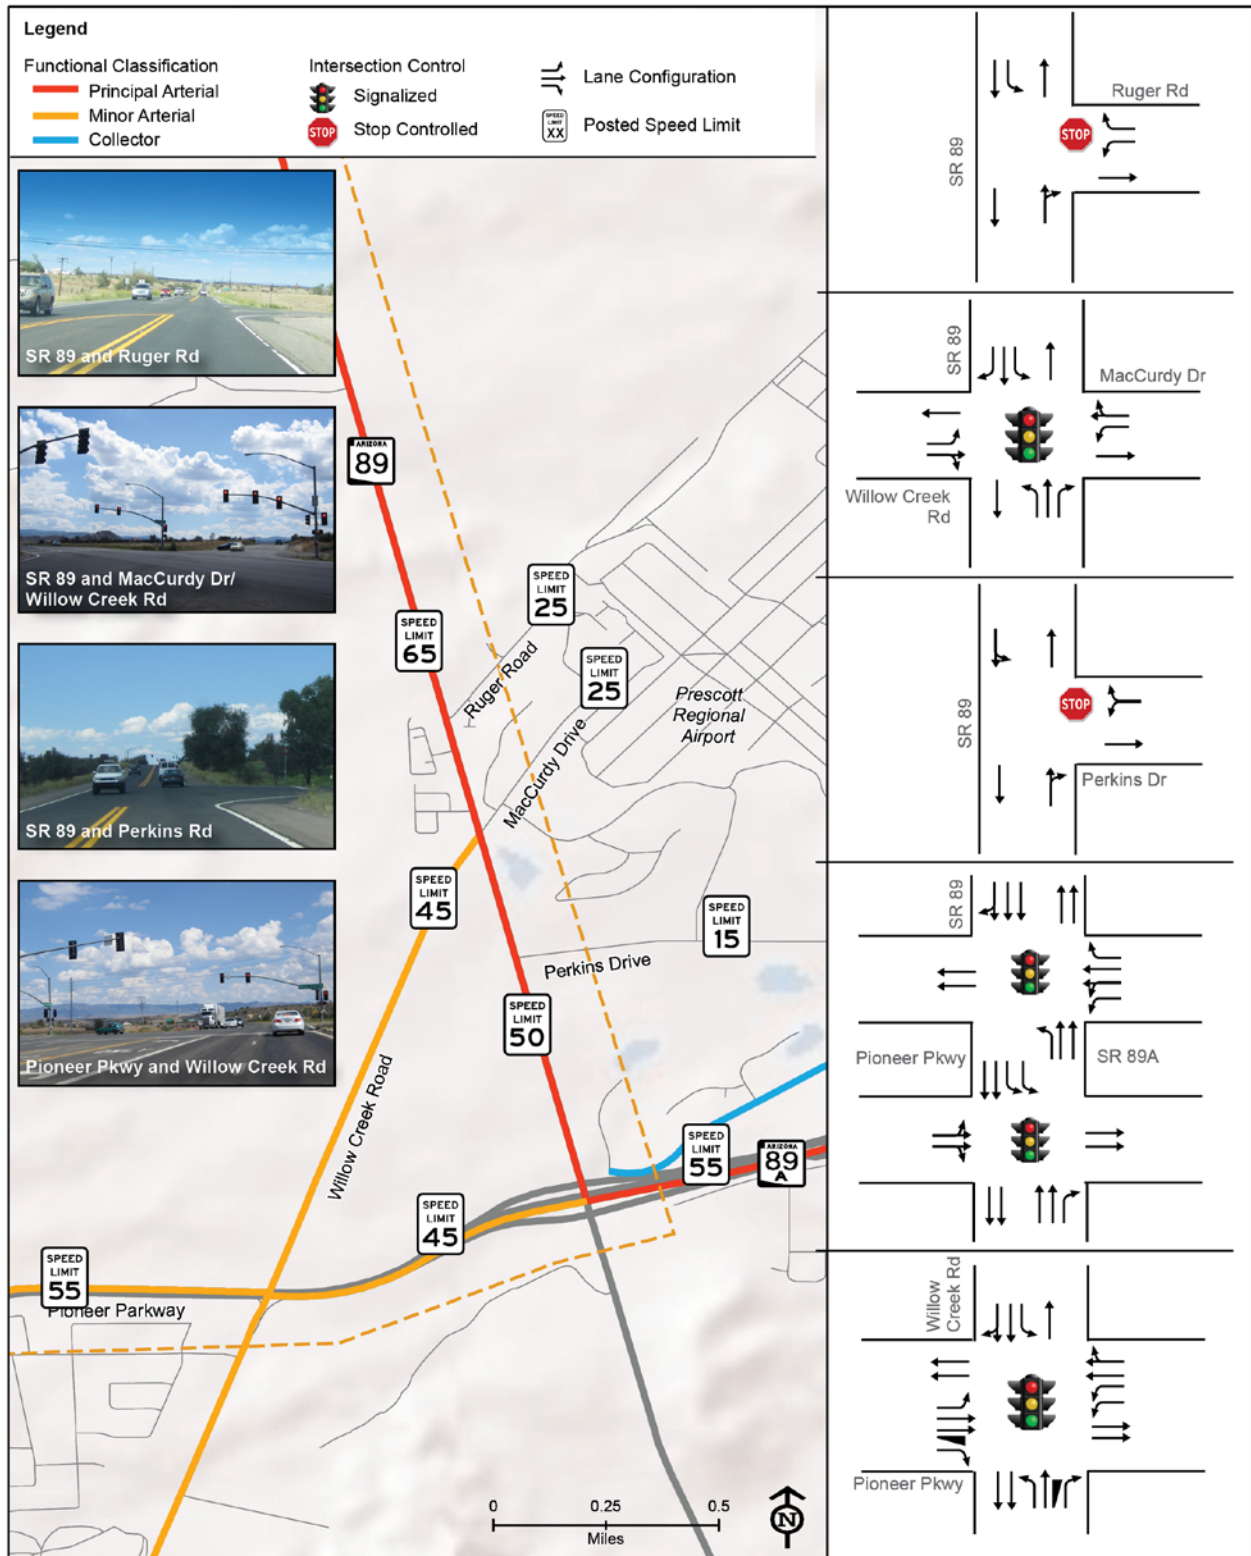 Legend
Functional Classification
Principal Arterial
Minor Arterial
Collector
Intersection Control
Signalized
STOP
Stop Controlled
Lane Configuration
SPEED
LIMIT
XX
Posted Speed Limit
SR 89 and Ruger Rd
SR 89 and MacCurdy Dr/
Willow Creek Rd
SR 89 and Perkins Rd
Pioneer Pkwy and Willow Creek Rd
ARIZONA
89
SPEED
LIMIT
25
SPEED
LIMIT
65
Ruger Road
SPEED
LIMIT
25
Prescott
Regional
Airport
MacCurdy Drive
SPEED
LIMIT
45
SPEED
LIMIT
15
Perkins Drive
SPEED
LIMIT
50
Willow Creek Road
SPEED
LIMIT
55
ARIZONA
89
A
SPEED
LIMIT
45
SPEED
LIMIT
55
Pioneer Parkway
0
0.25
0.5
Miles
N
Ruger Rd
STOP
SR 89
SR 89
MacCurdy Dr
Willow Creek
Rd
STOP
SR 89
Perkins Dr
SR 89
Pioneer Pkwy
SR 89A
Willow
Creek Rd
Pioneer Pkwy